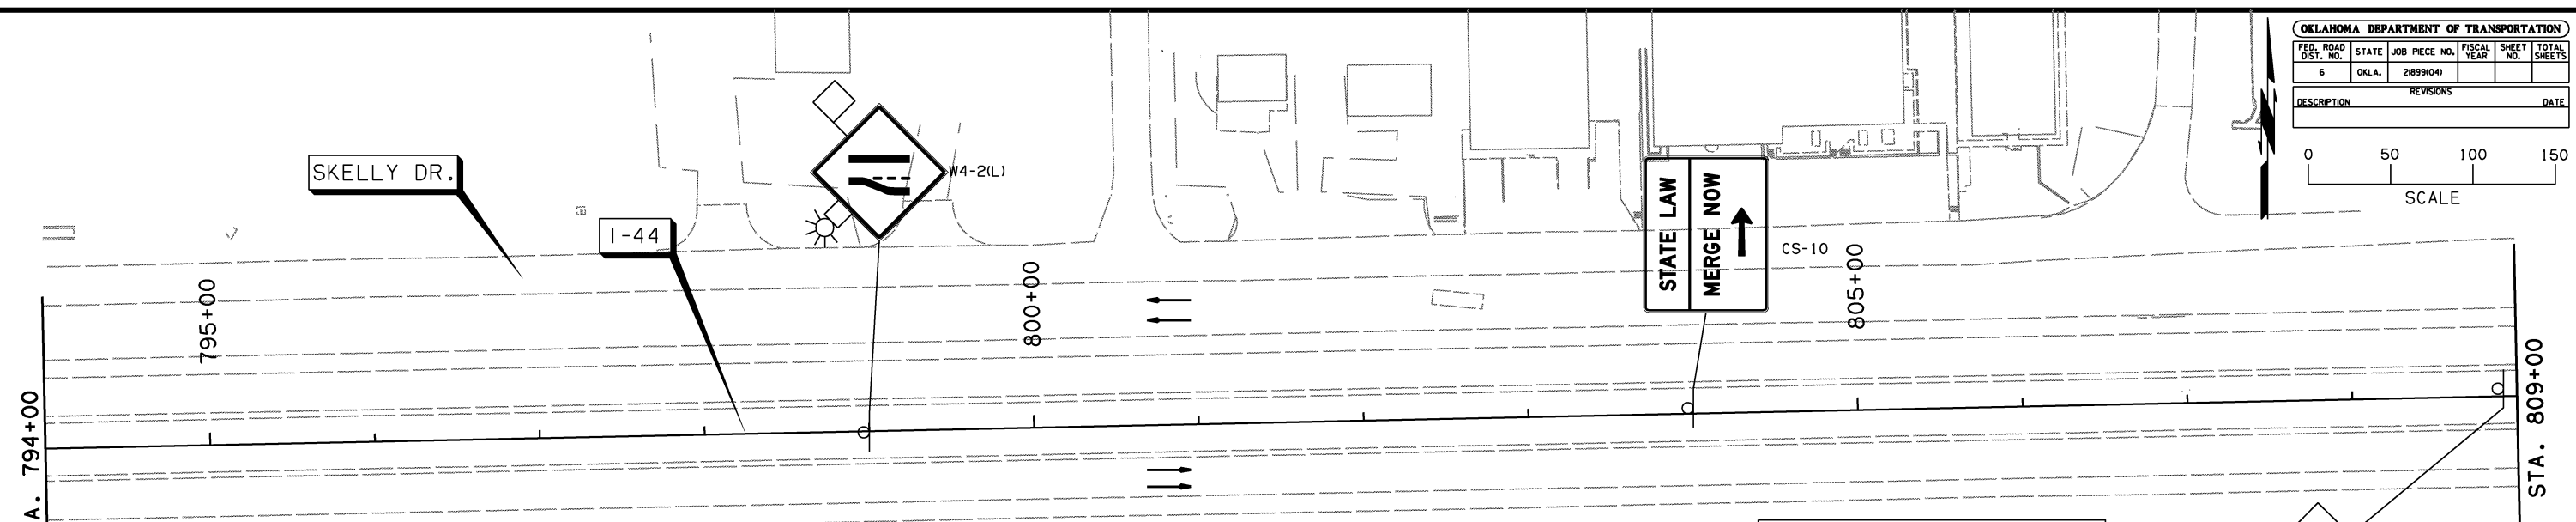 OKLAHOMA DEPARTMENT OF TRANSPORTATION
FED. ROAD DIST. NO. STATE JOB PIECE NO. FISCAL YEAR SHEET NO. TOTAL SHEETS
6 OKLA. 21899(04)
REVISIONS
DESCRIPTION DATE
0 50 100 150
SCALE
SKELLY DR.
W4-2(L)
I-44
STATE LAW
MERGE NOW
CS-10
795+00
800+00
805+00
A. 794+00
STA. 809+00